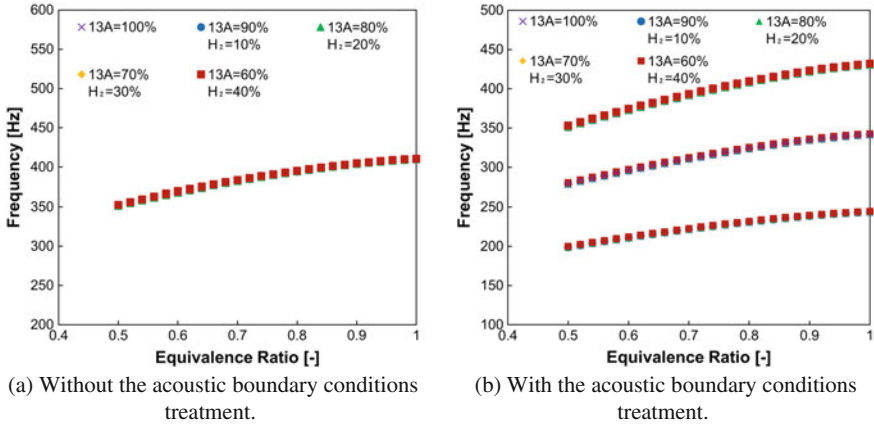 600
550
500
450
400
350
300
250
200
0.4 0.5 0.6 0.7 0.8 0.9 1
Frequency [Hz]
Equivalence Ratio [-]
13A=100%
13A=90%
H₂=10%
13A=80%
H₂=20%
13A=70%
H₂=30%
13A=60%
H₂=40%
(a) Without the acoustic boundary conditions
treatment.
500
450
400
350
300
250
200
150
100
0.4 0.5 0.6 0.7 0.8 0.9 1
Frequency [Hz]
Equivalence Ratio [-]
13A=100%
13A=90%
H₂=10%
13A=80%
H₂=20%
13A=70%
H₂=30%
13A=60%
H₂=40%
(b) With the acoustic boundary conditions
treatment.